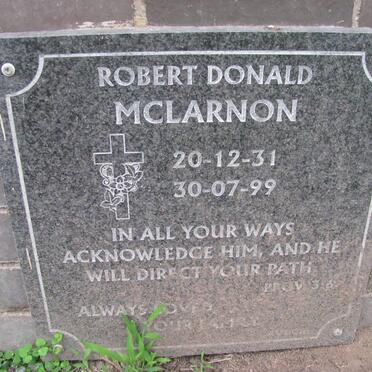 ROBERT DONALD
MCLARNON
20-12-31
30-07-99
IN ALL YOUR WAYS
ACKNOWLEDGE HIM, AND HE
WILL DIRECT YOUR PATH
PROV 3:6
ALWAYS